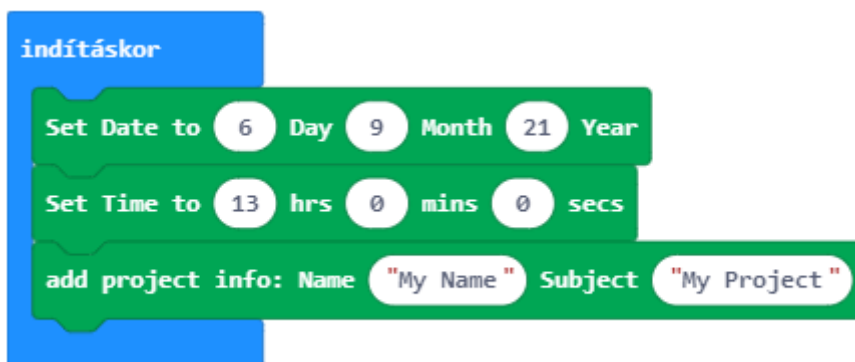 indításkor
Set Date to 6 Day 9 Month 21 Year
Set Time to 13 hrs 0 mins 0 secs
add project info: Name "My Name" Subject "My Project"